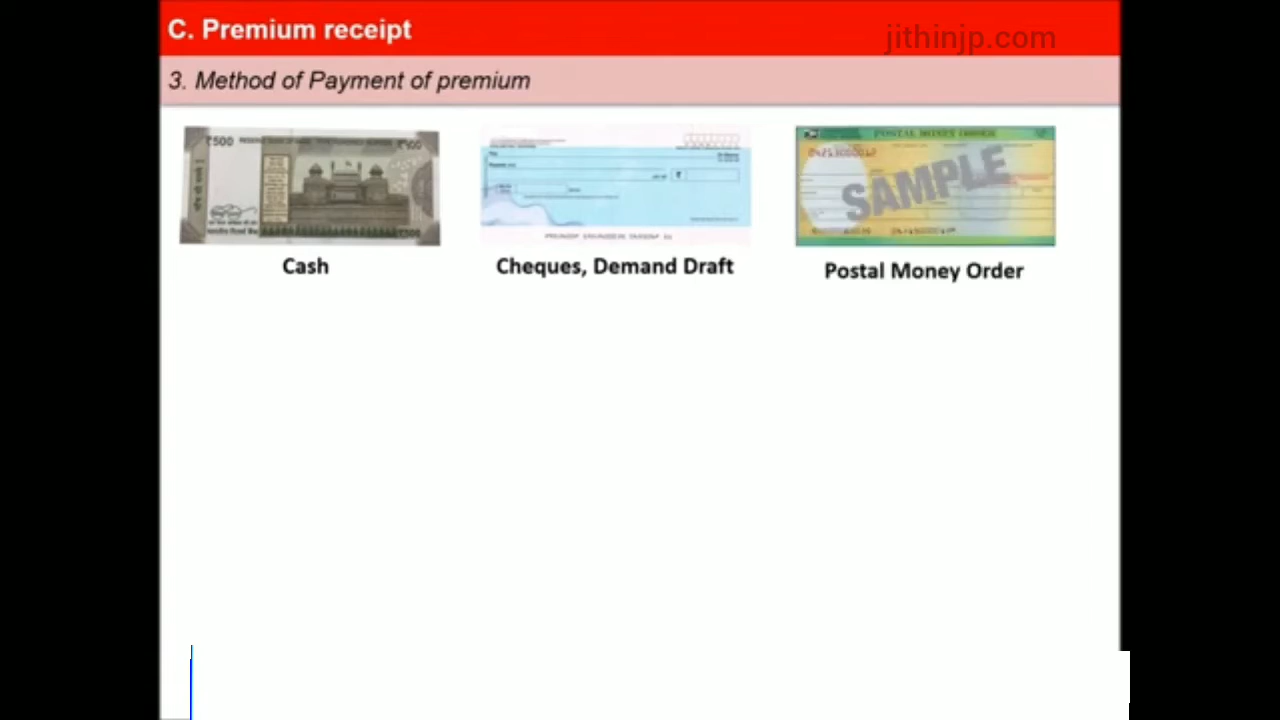 C. Premium receipt
jithinjp.com
3. Method of Payment of premium
₹500
POSTAL MONEY ORDER
SAMPLE
Cash
Cheques, Demand Draft
Postal Money Order